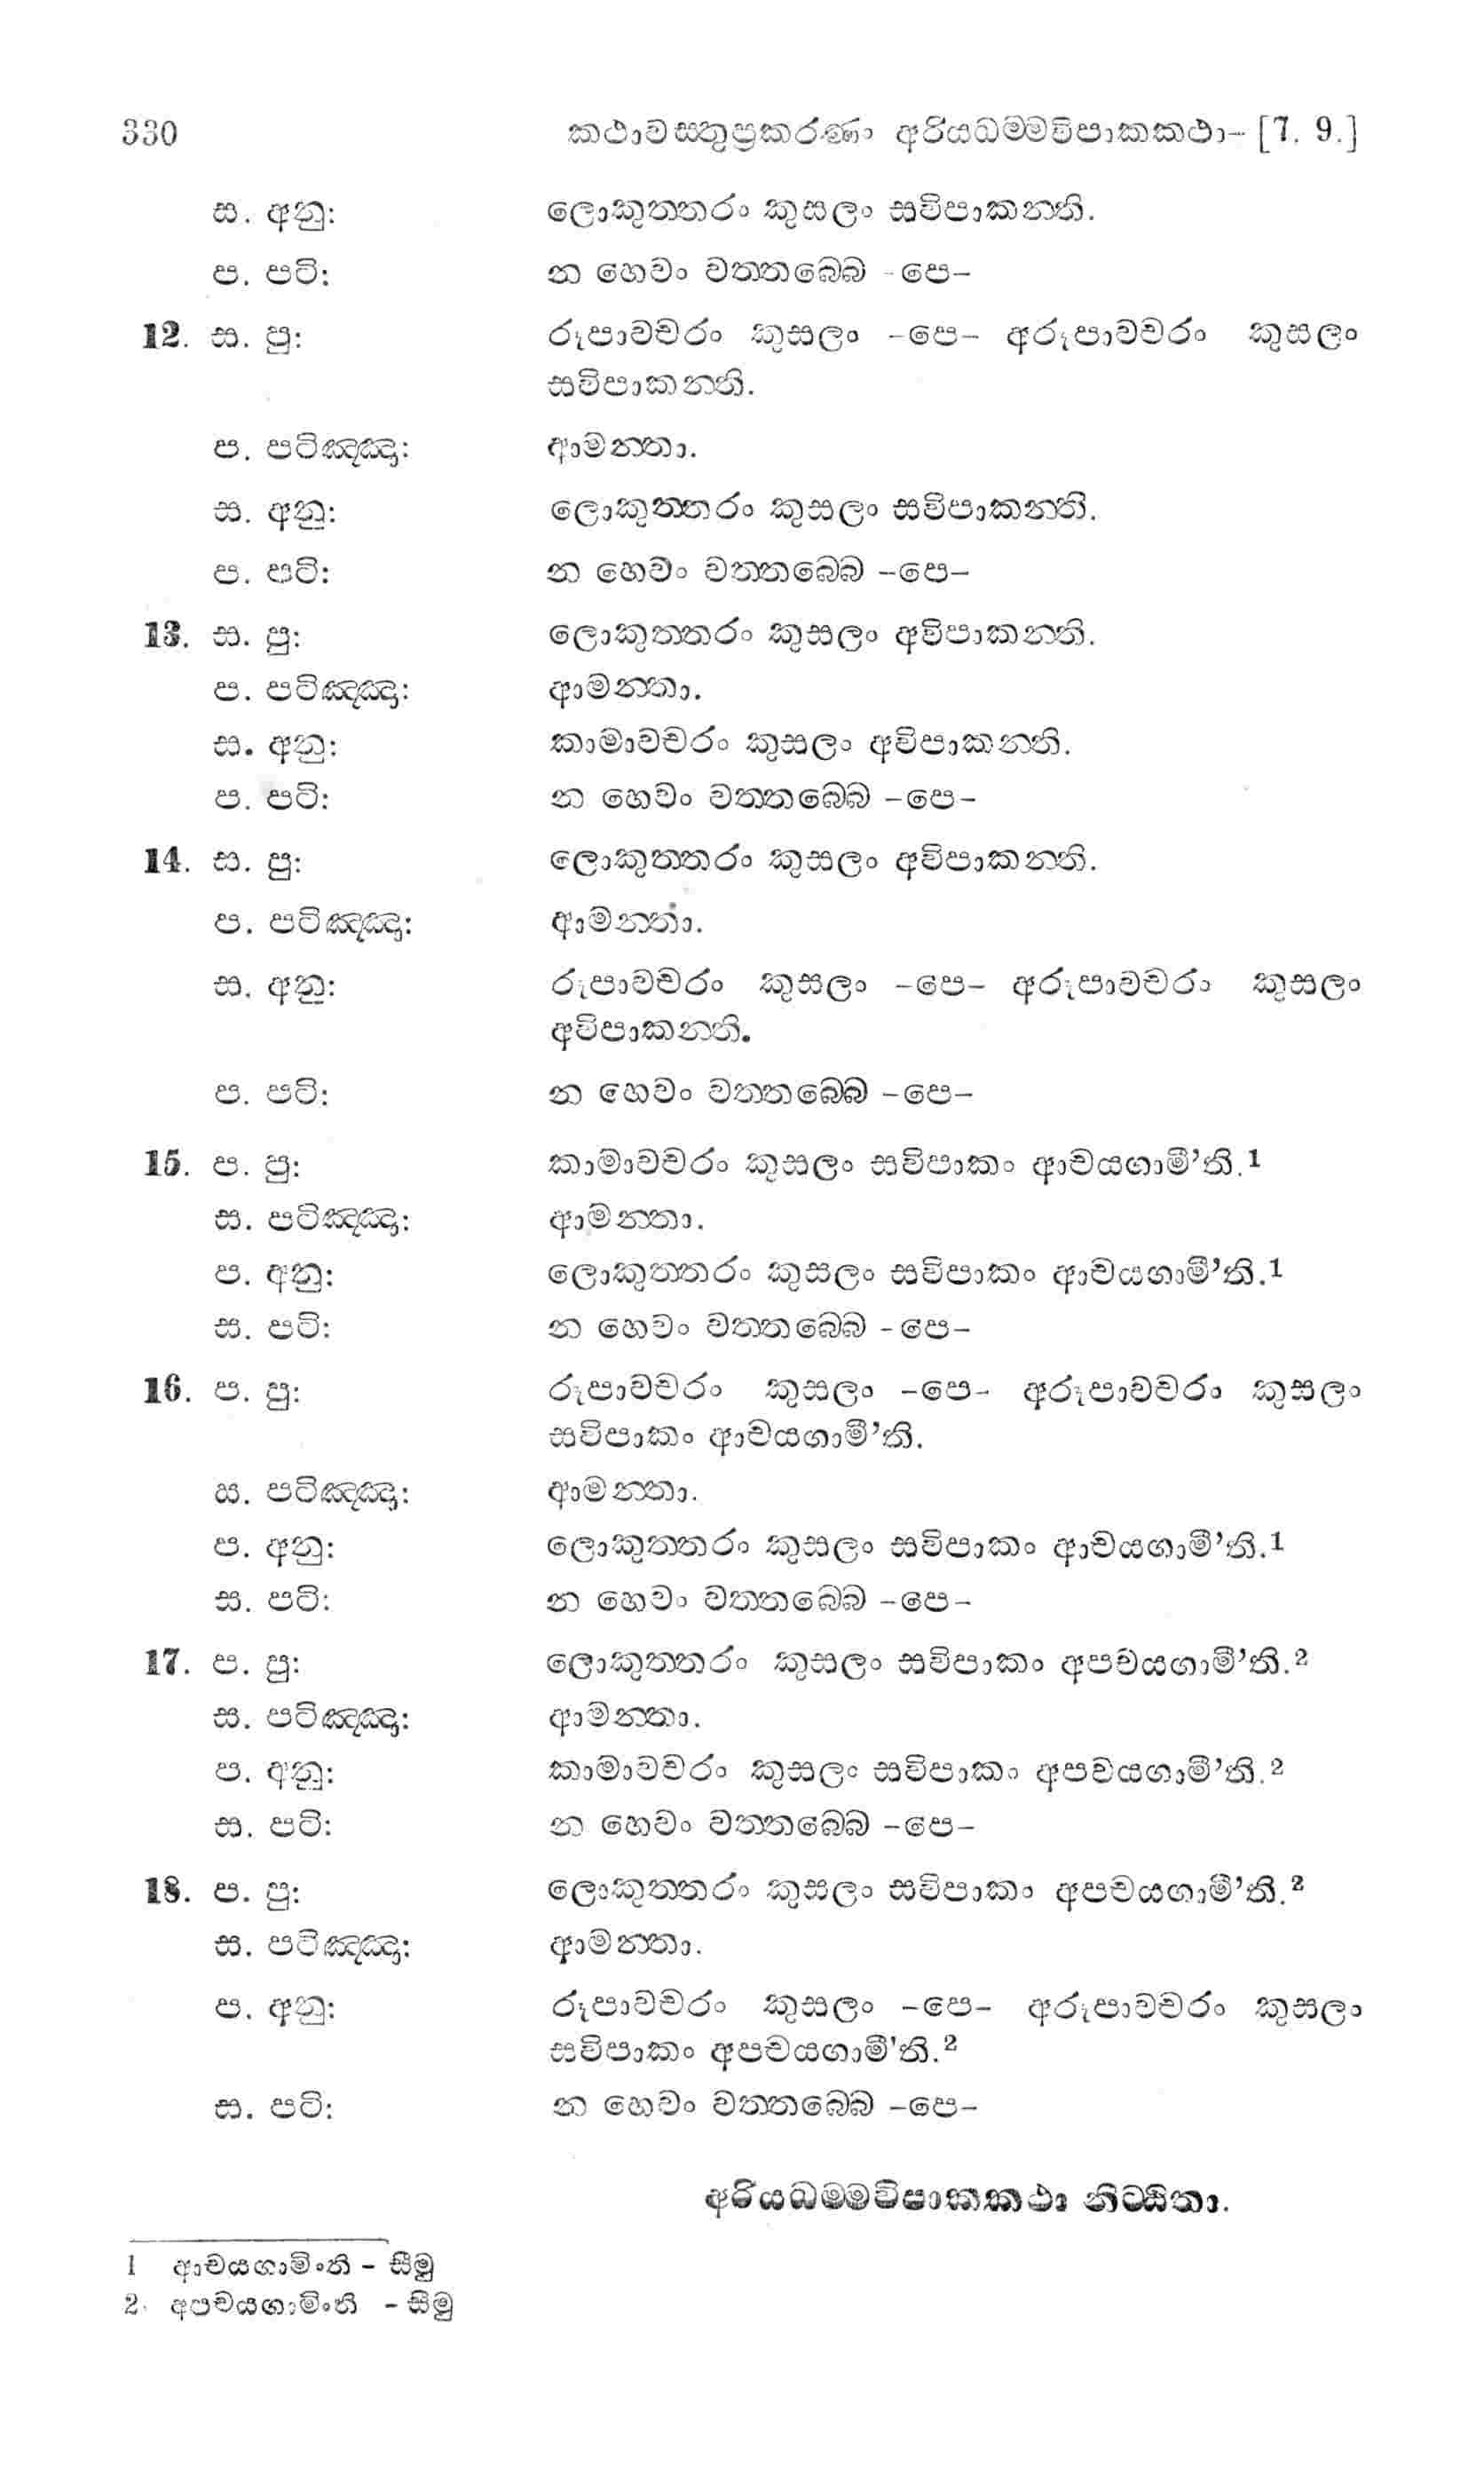 330 කථාවත්‍ථුප්‍රකරණං අරියධම්මවිපාකකථා- [7. 9.]
ස. අනු: ලොකුත්තරං කුසලං සවිපාකන්ති.
ප. පටි: න හෙවං වත්තබ්බෙ -පෙ-
12. ස. පු: රූපාවචරං කුසලං -පෙ- අරූපාවචරං කුසලං
සවිපාකන්ති.
ප. පටිඤ්ඤා: ආමන්තා.
ස. අනු: ලොකුත්තරං කුසලං සවිපාකන්ති.
ප. පටි: න හෙවං වත්තබ්බෙ -පෙ-
13. ස. පු: ලොකුත්තරං කුසලං අවිපාකන්ති.
ප. පටිඤ්ඤා: ආමන්තා.
ස. අනු: කාමාවචරං කුසලං අවිපාකන්ති.
ප. පටි: න හෙවං වත්තබ්බෙ -පෙ-
14. ස. පු: ලොකුත්තරං කුසලං අවිපාකන්ති.
ප. පටිඤ්ඤා: ආමන්තා.
ස. අනු: රූපාවචරං කුසලං -පෙ- අරූපාවචරං කුසලං
අවිපාකන්ති.
ප. පටි: න හෙවං වත්තබ්බෙ -පෙ-
15. ප. පු: කාමාවචරං කුසලං සවිපාකං ආචයගාමී’ති.1
ස. පටිඤ්ඤා: ආමන්තා.
ප. අනු: ලොකුත්තරං කුසලං සවිපාකං ආචයගාමී’ති.1
ස. පටි: න හෙවං වත්තබ්බෙ -පෙ-
16. ප. පු: රූපාවචරං කුසලං -පෙ- අරූපාවචරං කුසලං
සවිපාකං ආචයගාමී’ති.
ස. පටිඤ්ඤා: ආමන්තා.
ප. අනු: ලොකුත්තරං කුසලං සවිපාකං ආචයගාමී’ති.1
ස. පටි: න හෙවං වත්තබ්බෙ -පෙ-
17. ප. පු: ලොකුත්තරං කුසලං සවිපාකං අපචයගාමී’ති.2
ස. පටිඤ්ඤා: ආමන්තා.
ප. අනු: කාමාවචරං කුසලං සවිපාකං අපචයගාමී’ති.2
ස. පටි: න හෙවං වත්තබ්බෙ -පෙ-
18. ප. පු: ලොකුත්තරං කුසලං සවිපාකං අපචයගාමී’ති.2
ස. පටිඤ්ඤා: ආමන්තා.
ප. අනු: රූපාවචරං කුසලං -පෙ- අරූපාවචරං කුසලං
සවිපාකං අපචයගාමී'ති.2
ස. පටි: න හෙවං වත්තබ්බෙ -පෙ-
අරියධම්මවිපාකකථා නිට්ඨිතා.
1 ආචයගාමිංති - සීමු
2 අපචයගාමිංති - සීමු